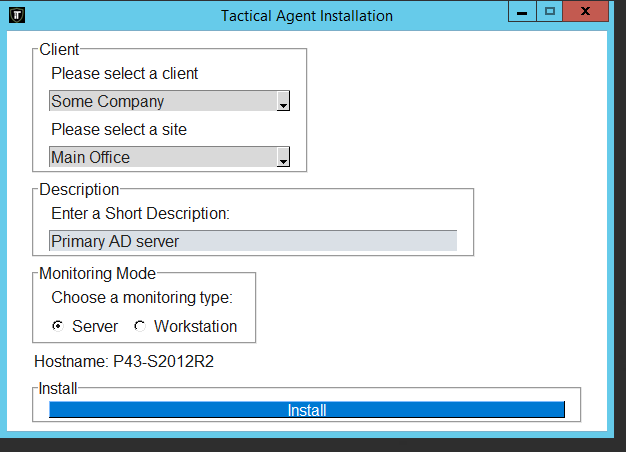 Tactical Agent Installation
Client
Please select a client
Some Company
Please select a site
Main Office
Description
Enter a Short Description:
Primary AD server
Monitoring Mode
Choose a monitoring type:
Server Workstation
Hostname: P43-S2012R2
Install
Install